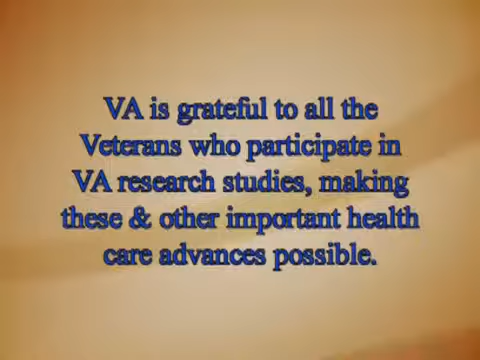 VA is grateful to all the
Veterans who participate in
VA research studies, making
these & other important health
care advances possible.